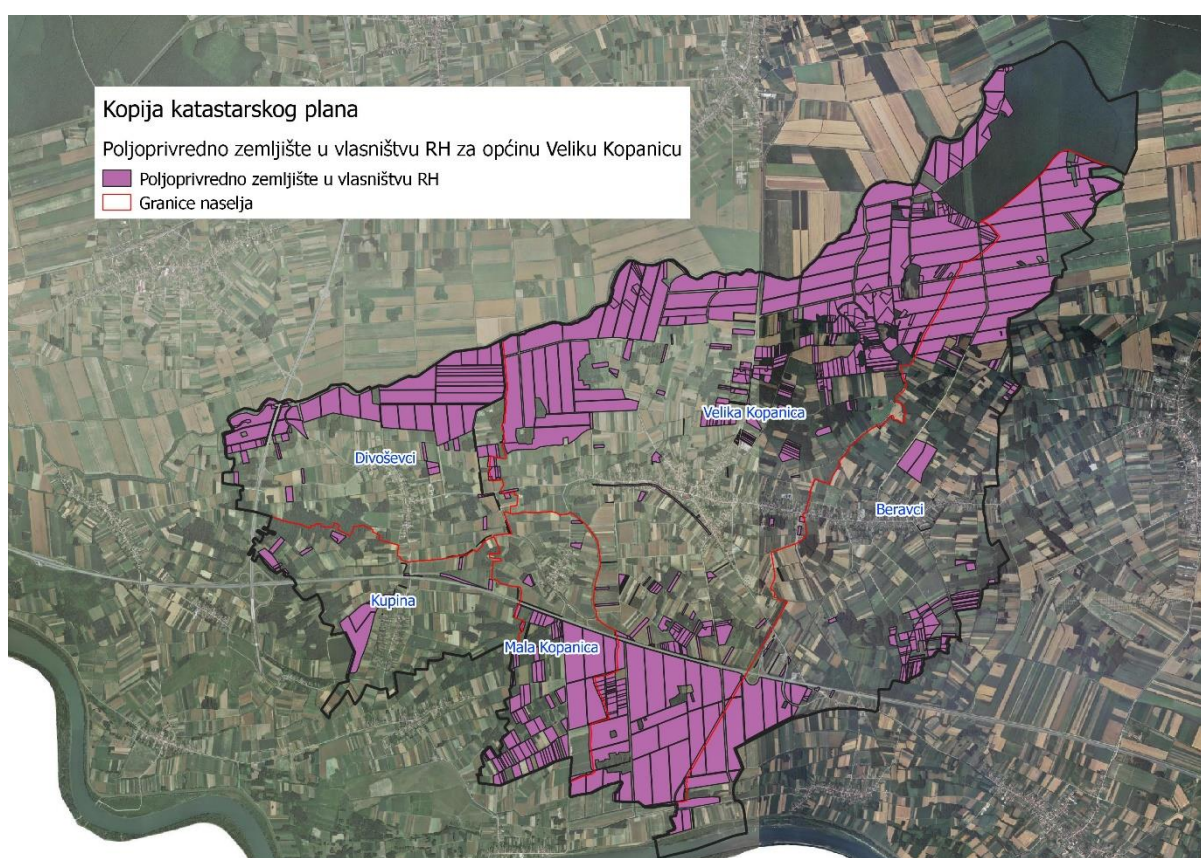 Kopija katastarskog plana
Poljoprivredno zemljište u vlasništvu RH za općinu Veliku Kopanicu
Poljoprivredno zemljište u vlasništvu RH
Granice naselja
Velika Kopanica
Divoševci
Beravci
Kupina
Mala Kopanica